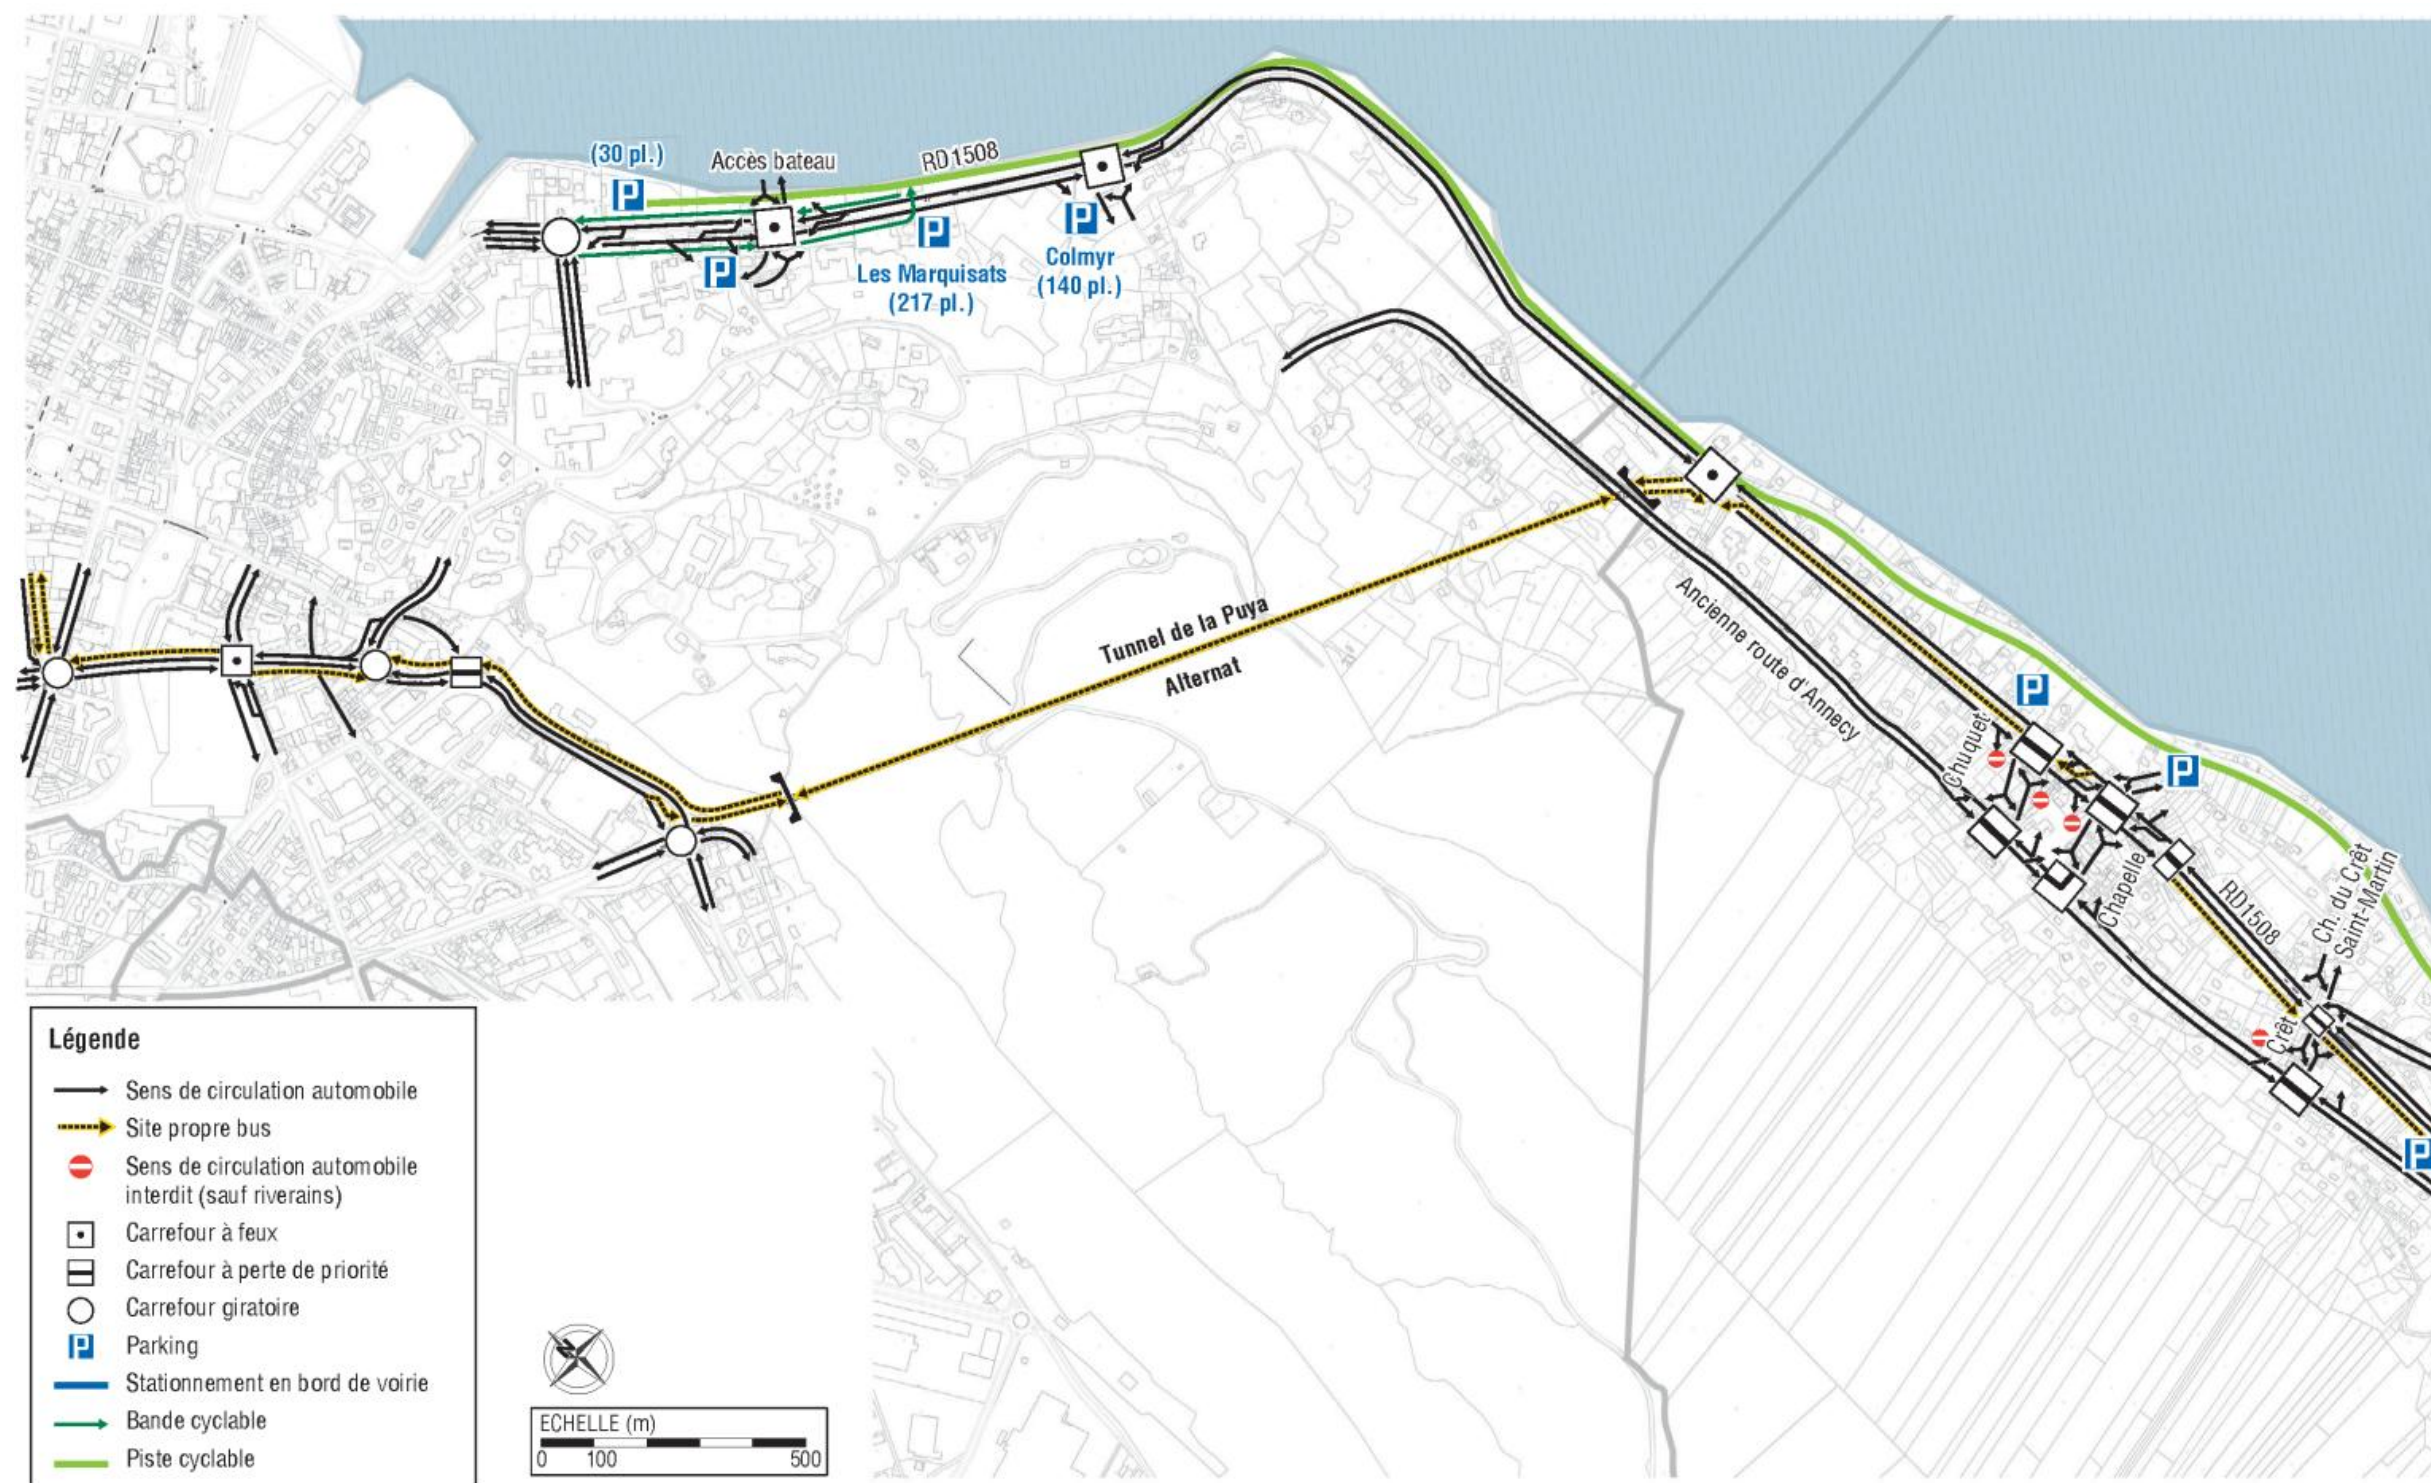 (30 pl.)
Accès bateau
RD1508
P
P
P
P
Les Marquisats
(217 pl.)
Colmyr
(140 pl.)
Tunnel de la Puya
Alternat
Ancienne route d'Annecy
P
P
Chuquet
Chapelle
RD1508
Ch. du Crêt
Saint-Martin
Crêt
P
Légende
Sens de circulation automobile
Site propre bus
Sens de circulation automobile
interdit (sauf riverains)
Carrefour à feux
Carrefour à perte de priorité
Carrefour giratoire
P Parking
Stationnement en bord de voirie
Bande cyclable
Piste cyclable
N
ECHELLE (m)
0 100 500